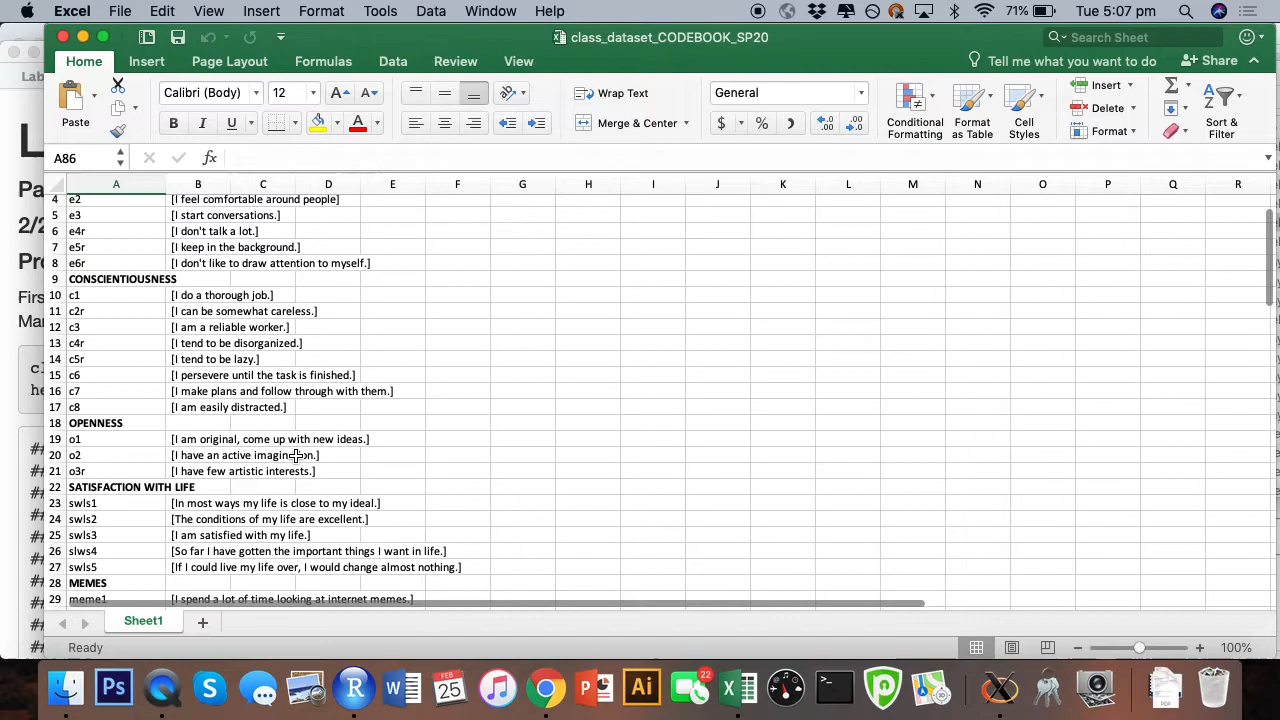 Excel File Edit View Insert Format Tools Data Window Help 71% Tue 5:07 pm
class_dataset_CODEBOOK_SP20 Search Sheet
Home Insert Page Layout Formulas Data Review View Tell me what you want to do Share
Paste Calibri (Body) 12 A A Wrap Text General Conditional Formatting Format as Table Cell Styles Insert Sort & Filter
B I U A Merge & Center $ % Delete
Format
A86 fx
A B C D E F G H I J K L M N O P Q R
4 e2 [I feel comfortable around people]
5 e3 [I start conversations.]
6 e4r [I don't talk a lot.]
7 e5r [I keep in the background.]
8 e6r [I don't like to draw attention to myself.]
9 CONSCIENTIOUSNESS
10 c1 [I do a thorough job.]
11 c2r [I can be somewhat careless.]
12 c3 [I am a reliable worker.]
13 c4r [I tend to be disorganized.]
14 c5r [I tend to be lazy.]
15 c6 [I persevere until the task is finished.]
16 c7 [I make plans and follow through with them.]
17 c8 [I am easily distracted.]
18 OPENNESS
19 o1 [I am original, come up with new ideas.]
20 o2 [I have an active imagination.]
21 o3r [I have few artistic interests.]
22 SATISFACTION WITH LIFE
23 swls1 [In most ways my life is close to my ideal.]
24 swls2 [The conditions of my life are excellent.]
25 swls3 [I am satisfied with my life.]
26 slws4 [So far I have gotten the important things I want in life.]
27 swls5 [If I could live my life over, I would change almost nothing.]
28 MEMES
29 meme1 [I spend a lot of time looking at internet memes.]
Sheet1
Ready 100%
Ps S R W FEB 25 P Ai 22 X